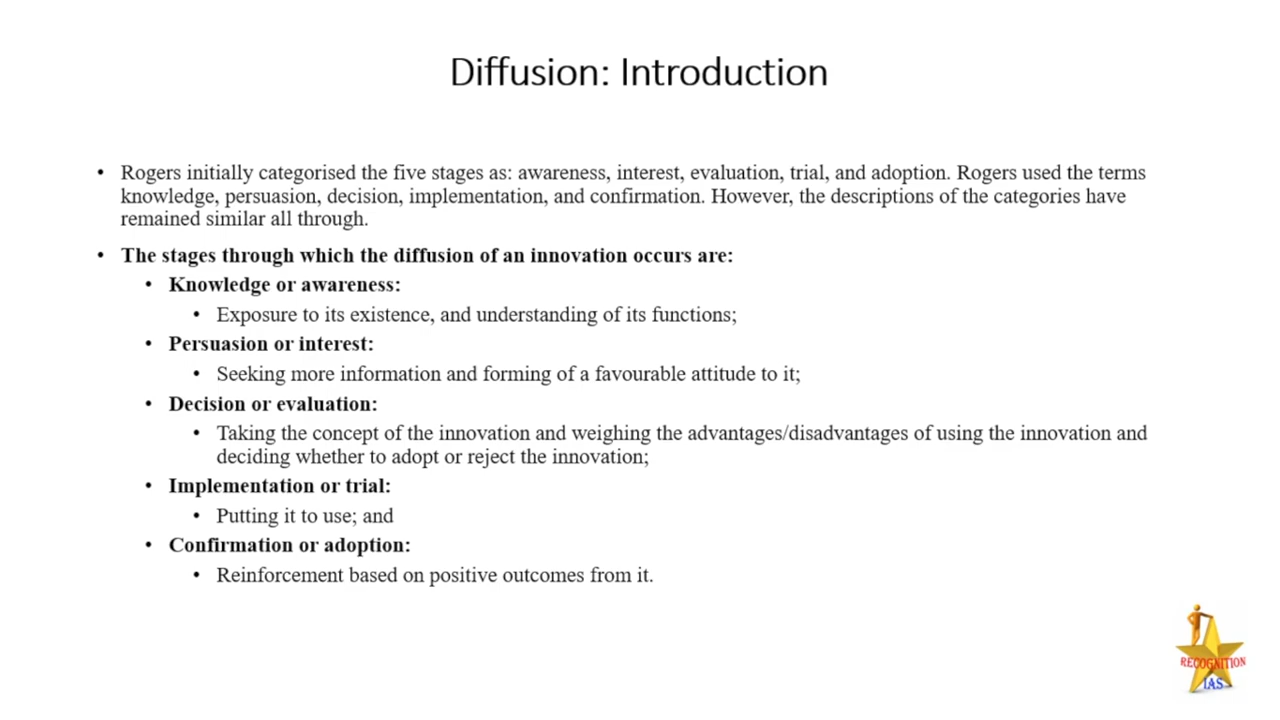 Diffusion: Introduction
• Rogers initially categorised the five stages as: awareness, interest, evaluation, trial, and adoption. Rogers used the terms
knowledge, persuasion, decision, implementation, and confirmation. However, the descriptions of the categories have
remained similar all through.
• The stages through which the diffusion of an innovation occurs are:
• Knowledge or awareness:
• Exposure to its existence, and understanding of its functions;
• Persuasion or interest:
• Seeking more information and forming of a favourable attitude to it;
• Decision or evaluation:
• Taking the concept of the innovation and weighing the advantages/disadvantages of using the innovation and
deciding whether to adopt or reject the innovation;
• Implementation or trial:
• Putting it to use; and
• Confirmation or adoption:
• Reinforcement based on positive outcomes from it.
RECOGNITION
IAS